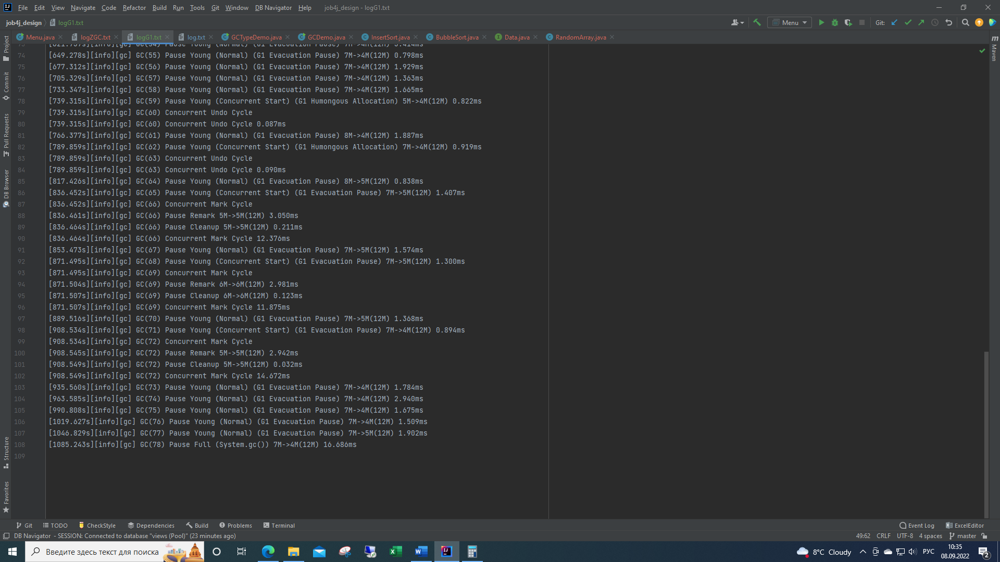 File Edit View Navigate Code Refactor Build Run Tools Git Window DB Navigator Help job4j_design - logG1.txt
job4j_design logG1.txt Menu Git:
Menu.java logZGC.txt logG1.txt log.txt GCTypeDemo.java GCDemo.java InsertSort.java BubbleSort.java Data.java RandomArray.java
Project
Commit
Pull Requests
DB Browser
Structure
Favorites
Maven
74 [649.278s][info][gc] GC(55) Pause Young (Normal) (G1 Evacuation Pause) 7M->4M(12M) 0.798ms
75 [677.312s][info][gc] GC(56) Pause Young (Normal) (G1 Evacuation Pause) 7M->4M(12M) 1.929ms
76 [705.329s][info][gc] GC(57) Pause Young (Normal) (G1 Evacuation Pause) 7M->4M(12M) 1.363ms
77 [733.347s][info][gc] GC(58) Pause Young (Normal) (G1 Evacuation Pause) 7M->4M(12M) 1.665ms
78 [739.315s][info][gc] GC(59) Pause Young (Concurrent Start) (G1 Humongous Allocation) 5M->4M(12M) 0.822ms
79 [739.315s][info][gc] GC(60) Concurrent Undo Cycle
80 [739.315s][info][gc] GC(60) Concurrent Undo Cycle 0.087ms
81 [766.377s][info][gc] GC(61) Pause Young (Normal) (G1 Evacuation Pause) 8M->4M(12M) 1.887ms
82 [789.859s][info][gc] GC(62) Pause Young (Concurrent Start) (G1 Humongous Allocation) 7M->4M(12M) 0.919ms
83 [789.859s][info][gc] GC(63) Concurrent Undo Cycle
84 [789.859s][info][gc] GC(63) Concurrent Undo Cycle 0.090ms
85 [817.426s][info][gc] GC(64) Pause Young (Normal) (G1 Evacuation Pause) 8M->5M(12M) 0.838ms
86 [836.452s][info][gc] GC(65) Pause Young (Concurrent Start) (G1 Evacuation Pause) 7M->5M(12M) 1.407ms
87 [836.452s][info][gc] GC(66) Concurrent Mark Cycle
88 [836.461s][info][gc] GC(66) Pause Remark 5M->5M(12M) 3.050ms
89 [836.464s][info][gc] GC(66) Pause Cleanup 5M->5M(12M) 0.211ms
90 [836.464s][info][gc] GC(66) Concurrent Mark Cycle 12.376ms
91 [853.473s][info][gc] GC(67) Pause Young (Normal) (G1 Evacuation Pause) 7M->5M(12M) 1.574ms
92 [871.495s][info][gc] GC(68) Pause Young (Concurrent Start) (G1 Evacuation Pause) 7M->5M(12M) 1.300ms
93 [871.495s][info][gc] GC(69) Concurrent Mark Cycle
94 [871.504s][info][gc] GC(69) Pause Remark 6M->6M(12M) 2.981ms
95 [871.507s][info][gc] GC(69) Pause Cleanup 6M->6M(12M) 0.123ms
96 [871.507s][info][gc] GC(69) Concurrent Mark Cycle 11.875ms
97 [889.516s][info][gc] GC(70) Pause Young (Normal) (G1 Evacuation Pause) 7M->5M(12M) 1.368ms
98 [908.534s][info][gc] GC(71) Pause Young (Concurrent Start) (G1 Evacuation Pause) 7M->4M(12M) 0.894ms
99 [908.534s][info][gc] GC(72) Concurrent Mark Cycle
100 [908.545s][info][gc] GC(72) Pause Remark 5M->5M(12M) 2.942ms
101 [908.549s][info][gc] GC(72) Pause Cleanup 5M->5M(12M) 0.032ms
102 [908.549s][info][gc] GC(72) Concurrent Mark Cycle 14.672ms
103 [935.560s][info][gc] GC(73) Pause Young (Normal) (G1 Evacuation Pause) 7M->4M(12M) 1.784ms
104 [963.585s][info][gc] GC(74) Pause Young (Normal) (G1 Evacuation Pause) 7M->4M(12M) 2.940ms
105 [990.808s][info][gc] GC(75) Pause Young (Normal) (G1 Evacuation Pause) 7M->4M(12M) 1.675ms
106 [1019.627s][info][gc] GC(76) Pause Young (Normal) (G1 Evacuation Pause) 7M->4M(12M) 1.509ms
107 [1046.829s][info][gc] GC(77) Pause Young (Normal) (G1 Evacuation Pause) 7M->5M(12M) 1.902ms
108 [1085.243s][info][gc] GC(78) Pause Full (System.gc()) 7M->4M(12M) 16.686ms
109
Git TODO CheckStyle Dependencies Build Problems Terminal Event Log ExcelEditor
DB Navigator - SESSION: Connected to database "views (Pool)" (23 minutes ago) 49:62 CRLF UTF-8 4 spaces master
Введите здесь текст для поиска 8°C Cloudy РУС 10:35
08.09.2022 2